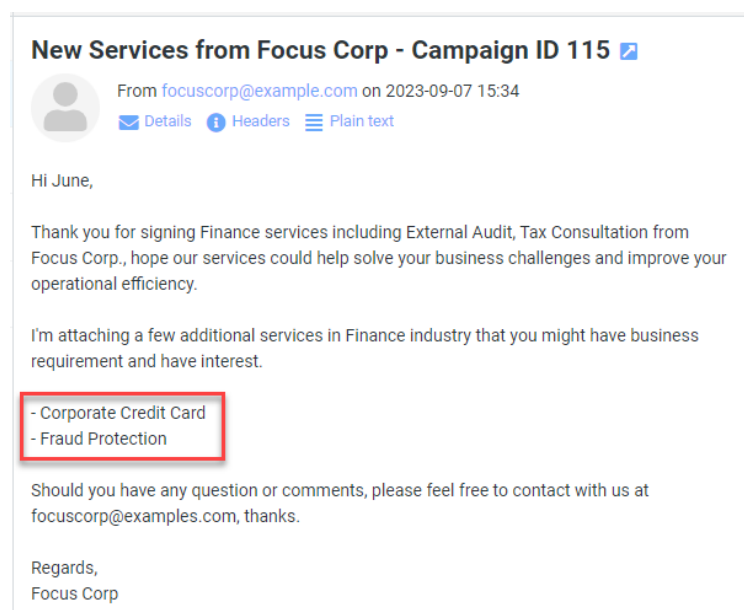 New Services from Focus Corp - Campaign ID 115
From focuscorp@example.com on 2023-09-07 15:34
Details Headers Plain text
Hi June,
Thank you for signing Finance services including External Audit, Tax Consultation from
Focus Corp., hope our services could help solve your business challenges and improve your
operational efficiency.
I'm attaching a few additional services in Finance industry that you might have business
requirement and have interest.
- Corporate Credit Card
- Fraud Protection
Should you have any question or comments, please feel free to contact with us at
focuscorp@examples.com, thanks.
Regards,
Focus Corp